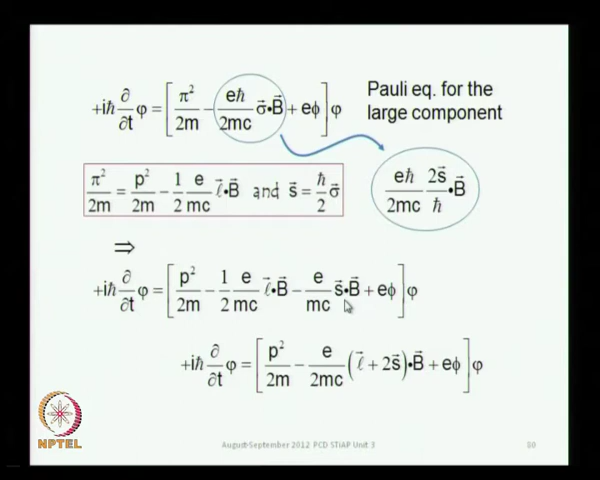 +iħ ∂/∂t φ = [π²/2m − eħ/2mc σ⃗•B⃗ + eϕ] φ
Pauli eq. for the
large component
π²/2m = p²/2m − 1/2 e/mc ℓ⃗•B⃗ and s⃗ = ħ/2 σ⃗
eħ/2mc 2s⃗/ħ •B⃗
⇒
+iħ ∂/∂t φ = [p²/2m − 1/2 e/mc ℓ⃗•B⃗ − e/mc s⃗•B⃗ + eϕ] φ
+iħ ∂/∂t φ = [p²/2m − e/2mc (ℓ⃗ + 2s⃗)•B⃗ + eϕ] φ
NPTEL
August-September 2012 PCD STiAP Unit 3
80